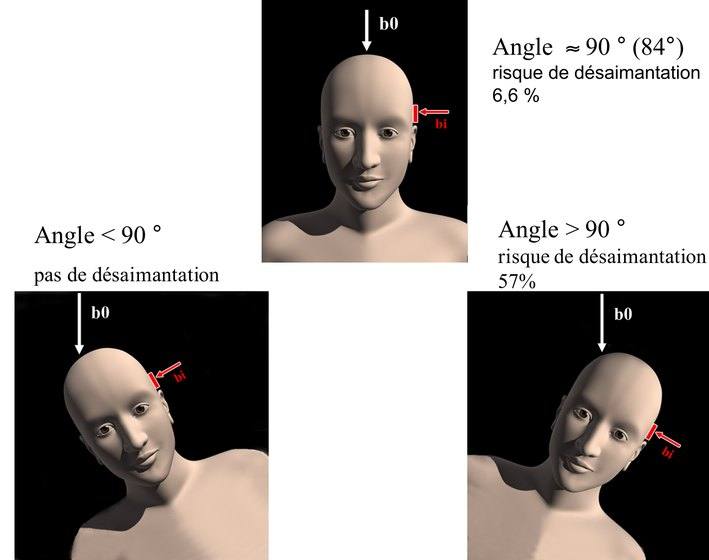 b0
bi
Angle ≈ 90 ° (84°)
risque de désaimantation
6,6 %
Angle < 90 °
pas de désaimantation
b0
bi
Angle > 90 °
risque de désaimantation
57%
b0
bi